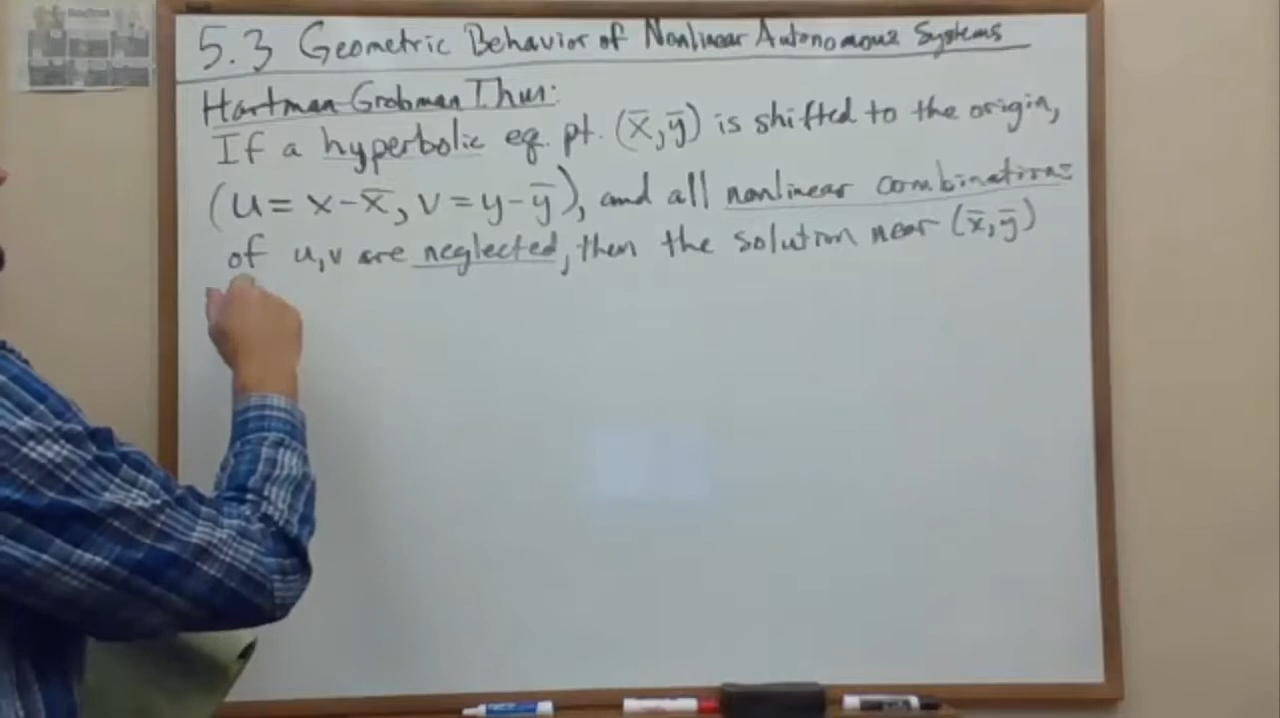 5.3 Geometric Behavior of Nonlinear Autonomous Systems
Hartman-Grobman Thm:
If a hyperbolic eq. pt. (x̄,ȳ) is shifted to the origin,
(u=x-x̄, v=y-ȳ), and all nonlinear combinations
of u,v are neglected, then the solution near (x̄,ȳ)